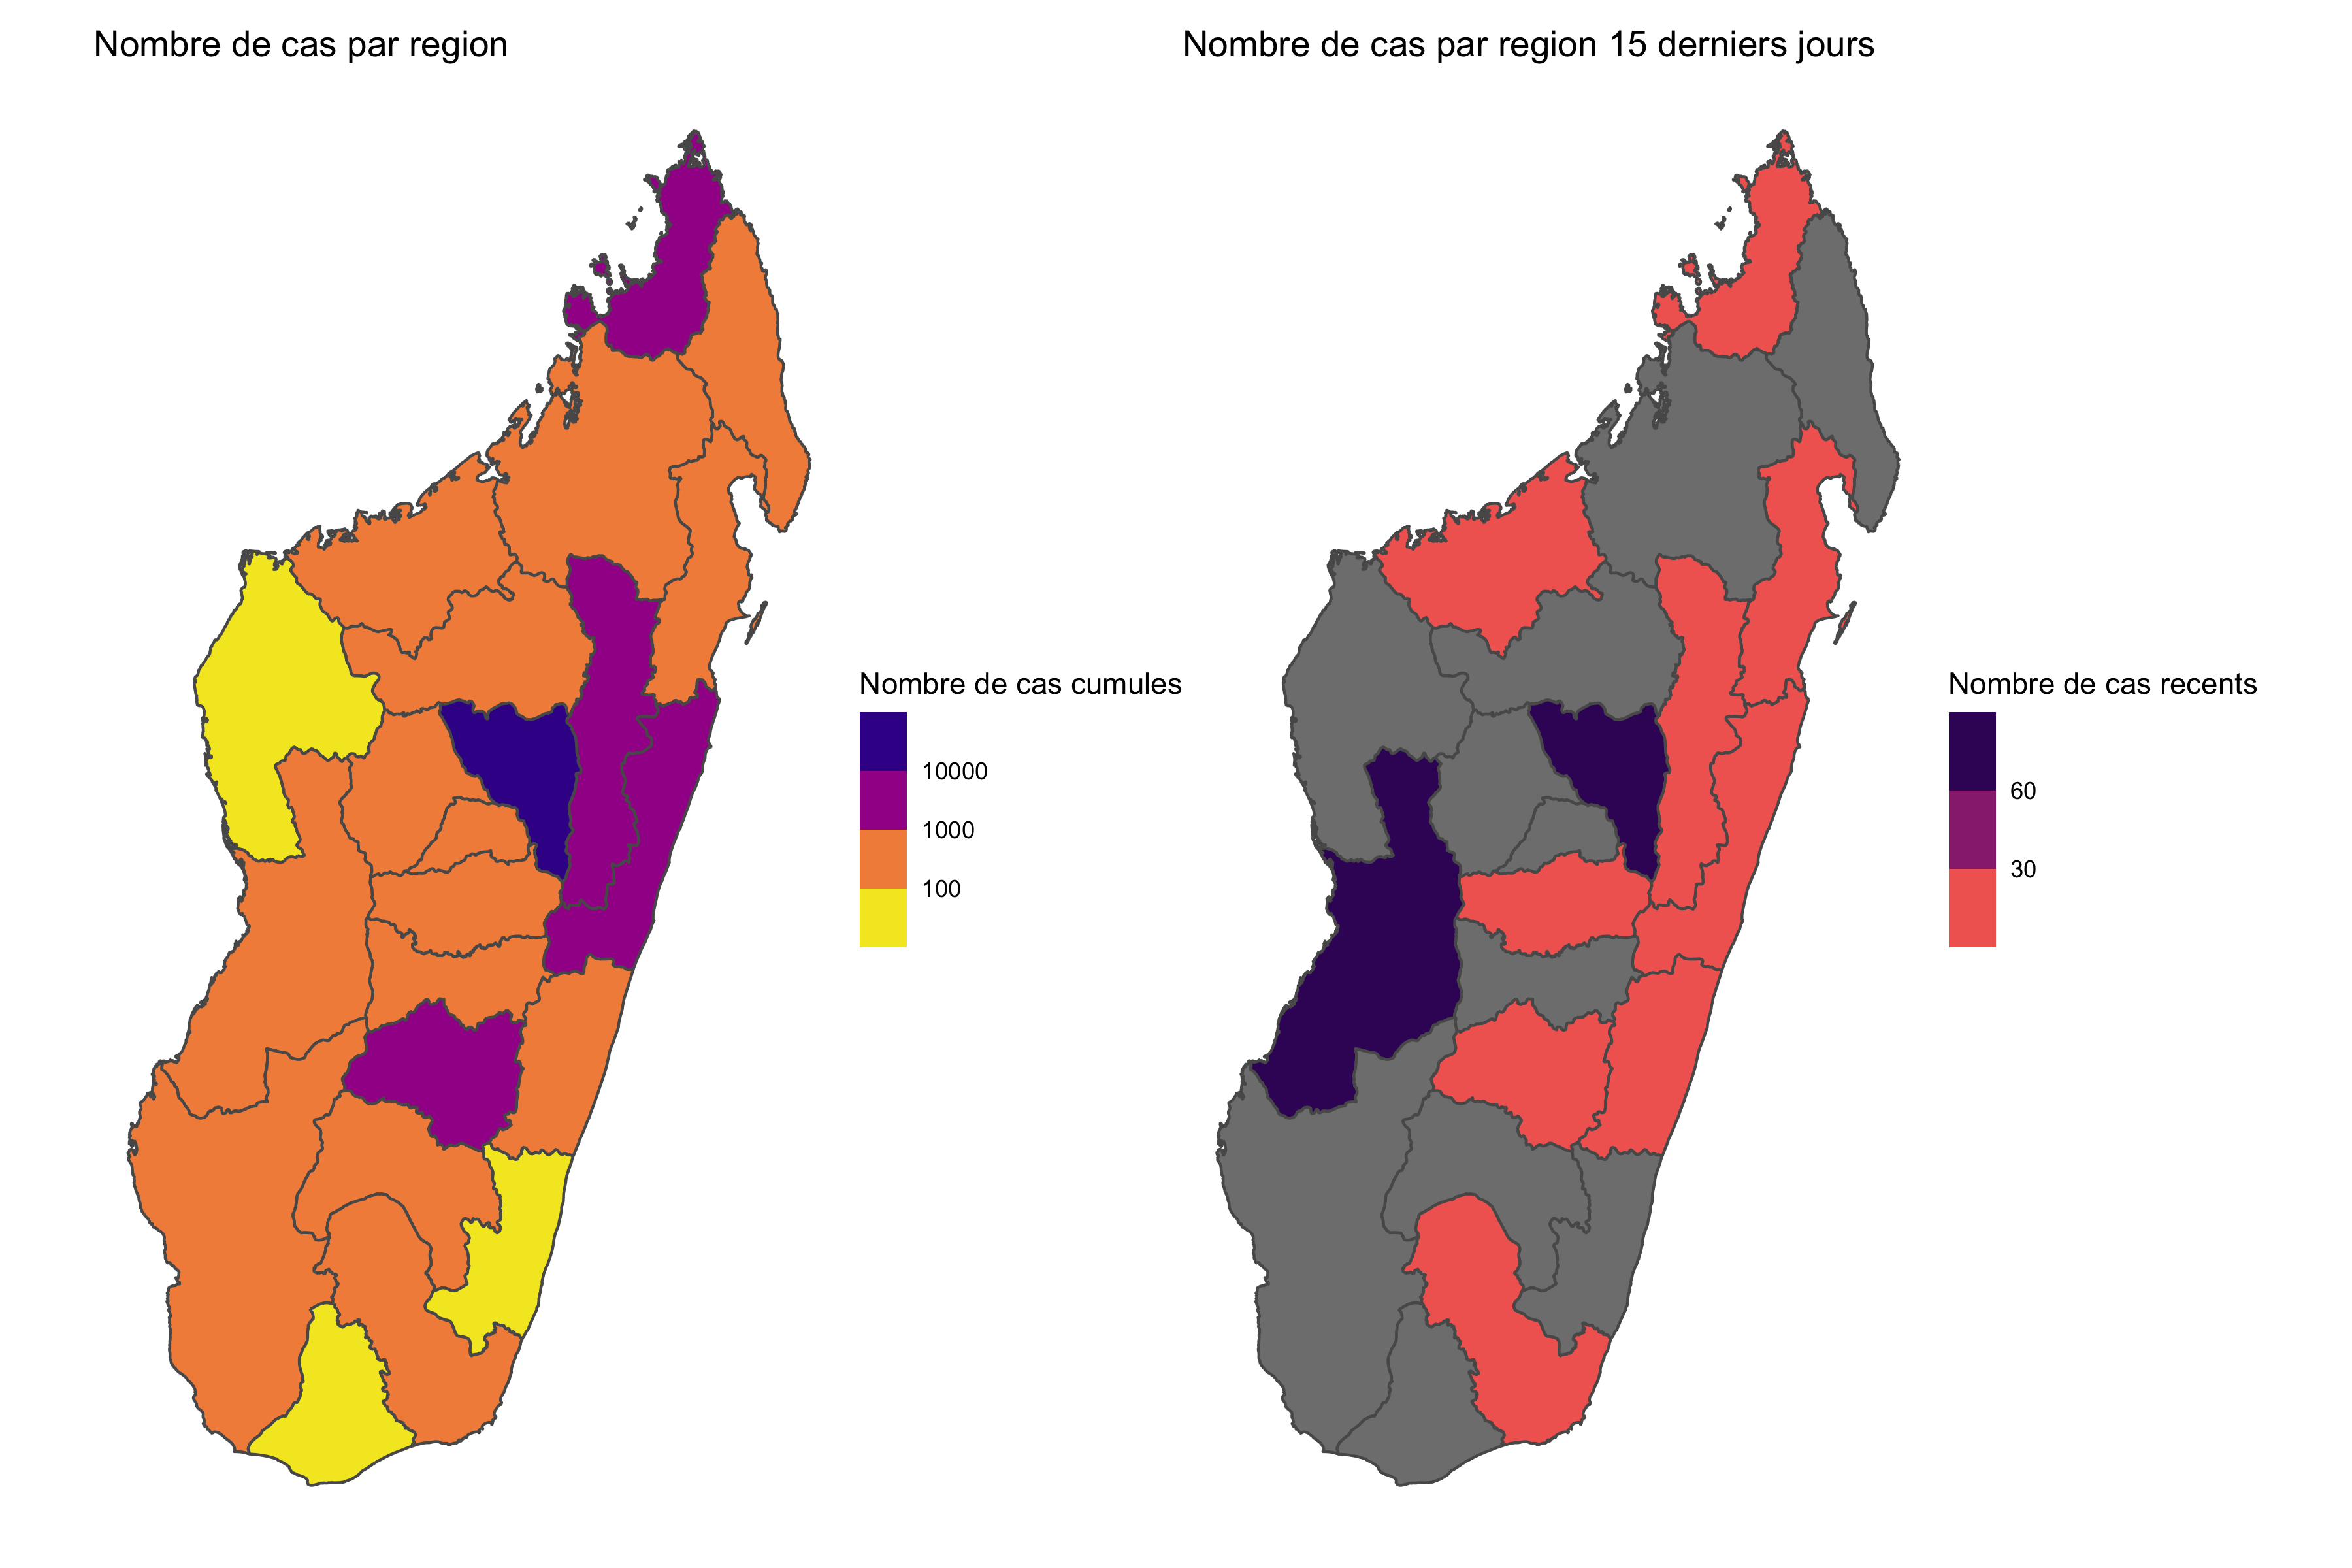 Nombre de cas par region
Nombre de cas par region 15 derniers jours
Nombre de cas cumules
10000
1000
100
Nombre de cas recents
60
30